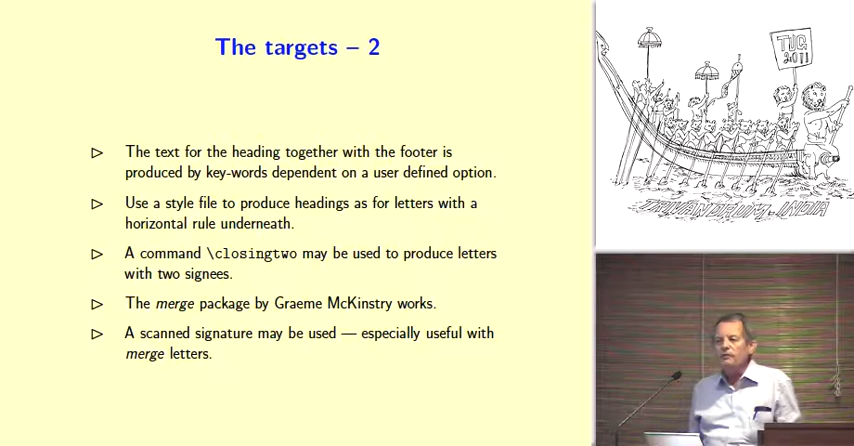 The targets – 2
▷ The text for the heading together with the footer is
produced by key-words dependent on a user defined option.
▷ Use a style file to produce headings as for letters with a
horizontal rule underneath.
▷ A command \closingtwo may be used to produce letters
with two signees.
▷ The merge package by Graeme McKinstry works.
▷ A scanned signature may be used — especially useful with
merge letters.
TUG
2011
TRIVANDRUM-INDIA